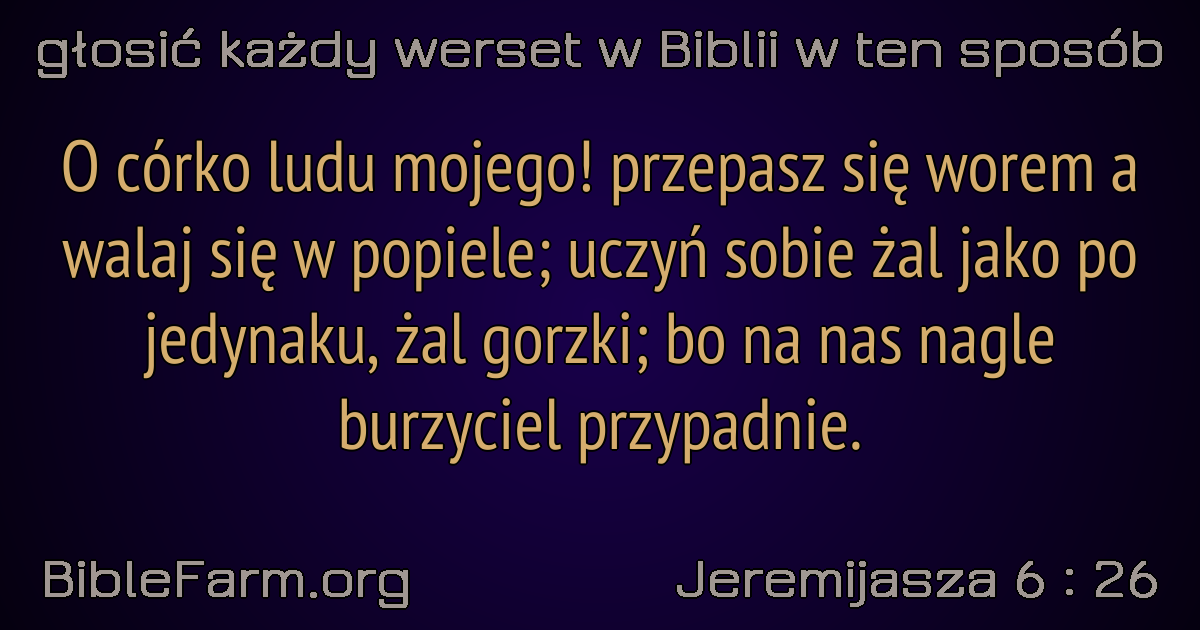 głosić każdy werset w Biblii w ten sposób
O córko ludu mojego! przepasz się worem a
walaj się w popiele; uczyń sobie żal jako po
jedynaku, żal gorzki; bo na nas nagle
burzyciel przypadnie.
BibleFarm.org
Jeremijasza 6 : 26